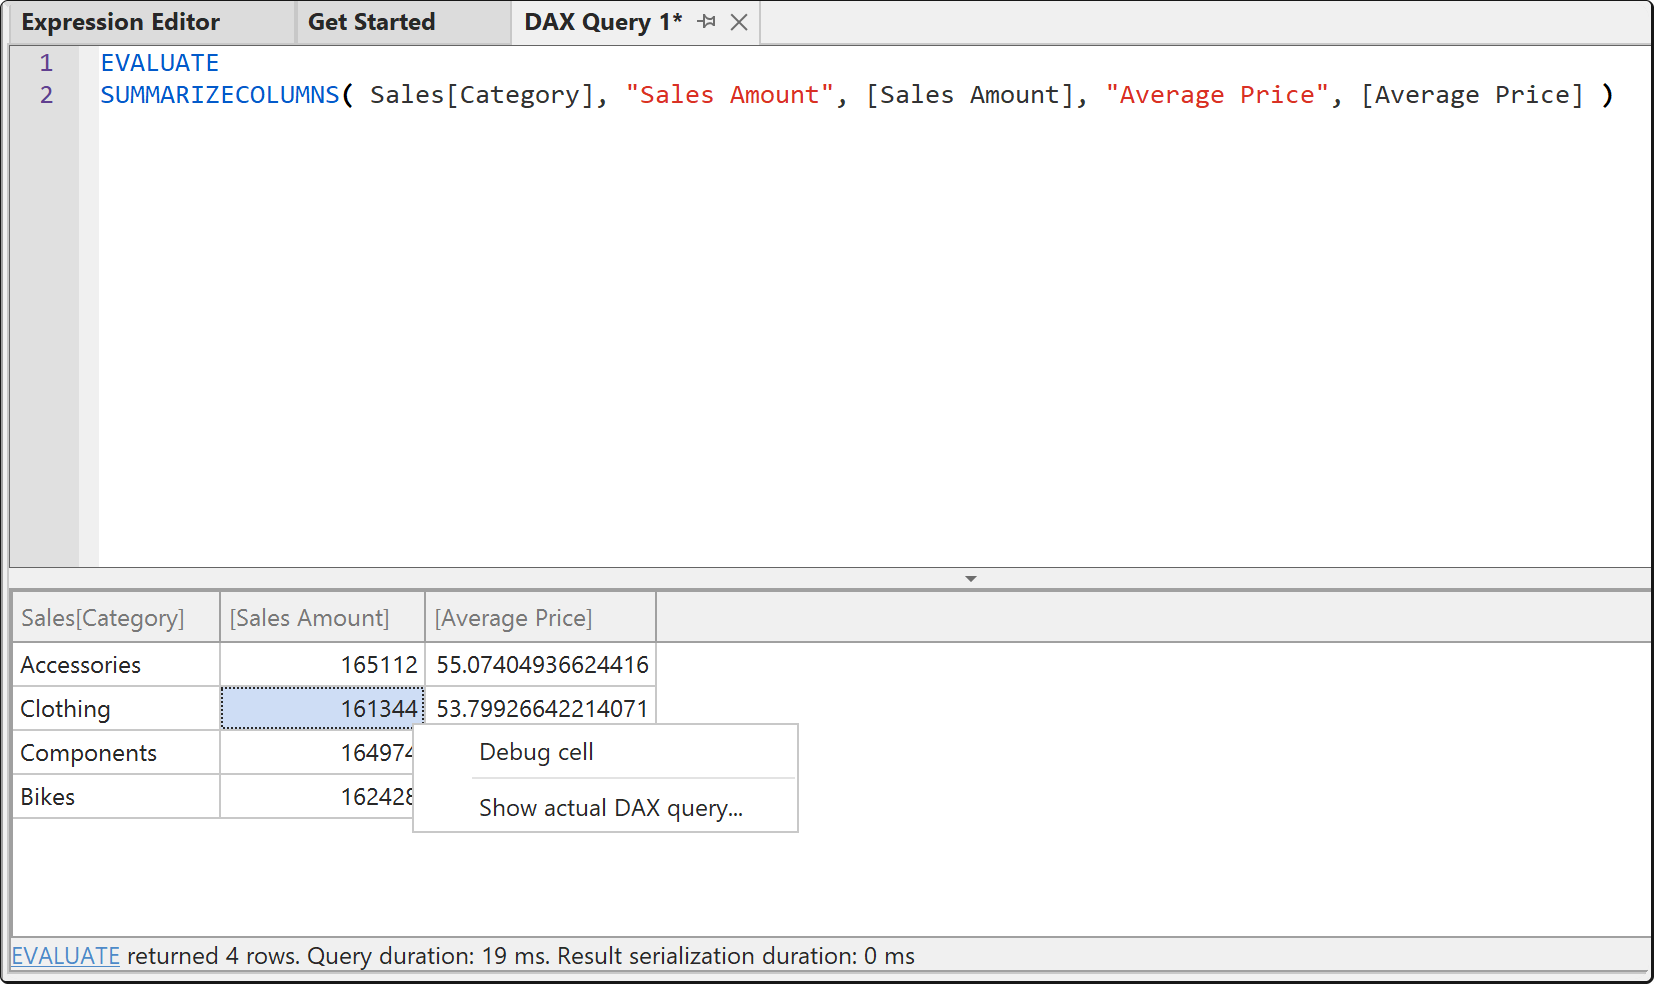 Expression Editor Get Started DAX Query 1*
1 EVALUATE
2 SUMMARIZECOLUMNS( Sales[Category], "Sales Amount", [Sales Amount], "Average Price", [Average Price] )
Sales[Category] [Sales Amount] [Average Price]
Accessories 165112 55.07404936624416
Clothing 161344 53.79926642214071
Components 164974
Bikes 162428
Debug cell
Show actual DAX query...
EVALUATE returned 4 rows. Query duration: 19 ms. Result serialization duration: 0 ms